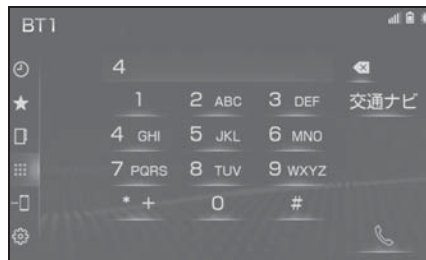 BT1
4
1 2 ABC 3 DEF 交通ナビ
4 GHI 5 JKL 6 MNO
7 PQRS 8 TUV 9 WXYZ
* + 0 #